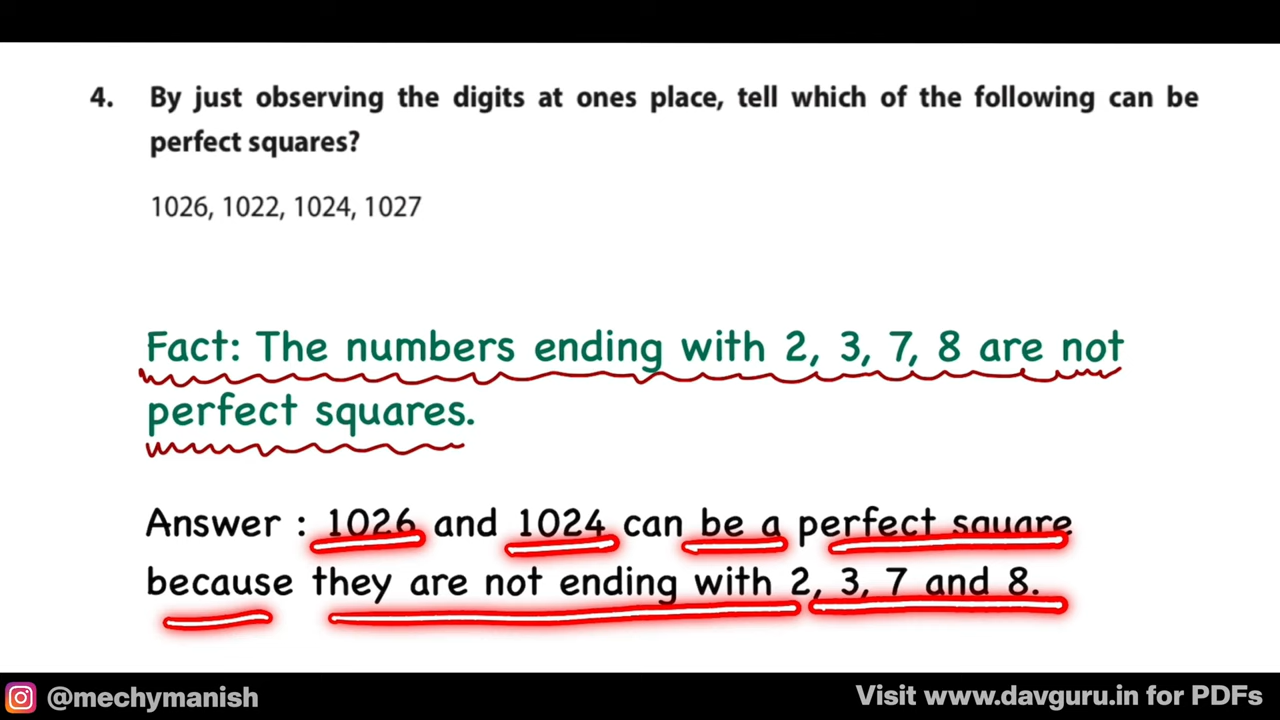 4. By just observing the digits at ones place, tell which of the following can be
perfect squares?
1026, 1022, 1024, 1027
Fact: The numbers ending with 2, 3, 7, 8 are not
perfect squares.
Answer : 1026 and 1024 can be a perfect square
because they are not ending with 2, 3, 7 and 8.
@mechymanish
Visit www.davguru.in for PDFs